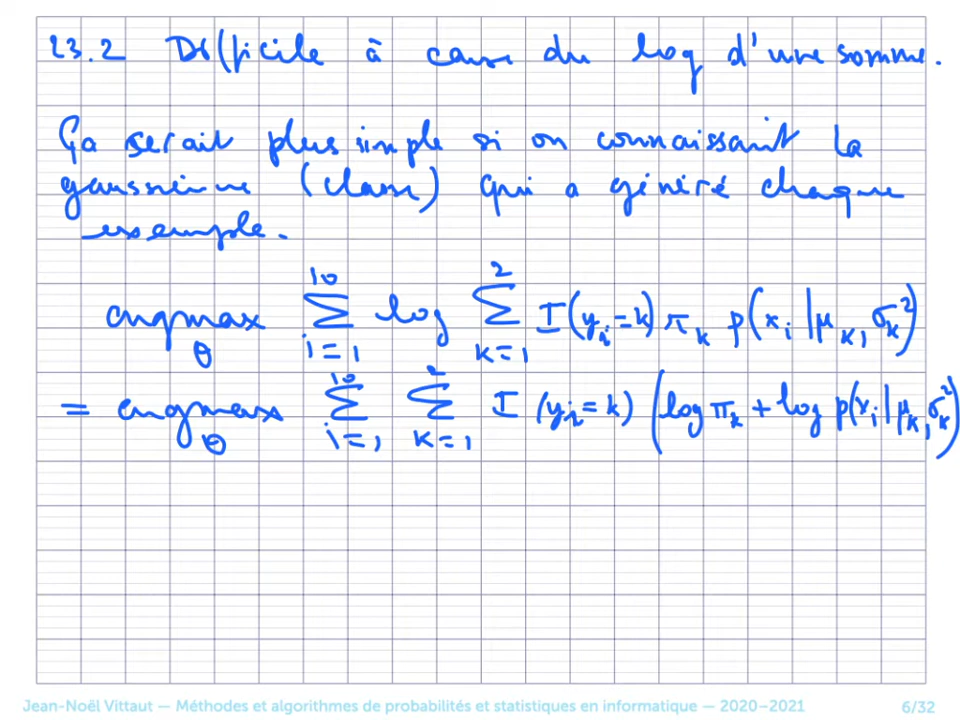 23.2 Difficile à cause du log d'une somme.
Ça serait plus simple si on connaissait la
gaussienne (classe) qui a généré chaque
exemple.
argmax_θ Σ_{i=1}^{10} log Σ_{k=1}^{2} I(y_i=k) π_k p(x_i|μ_k, σ_k^2)
= argmax_θ Σ_{i=1}^{10} Σ_{k=1}^{2} I(y_i=k) (log π_k + log p(x_i|μ_k, σ_k^2)
Jean-Noël Vittaut — Méthodes et algorithmes de probabilités et statistiques en informatique — 2020–2021 6/32